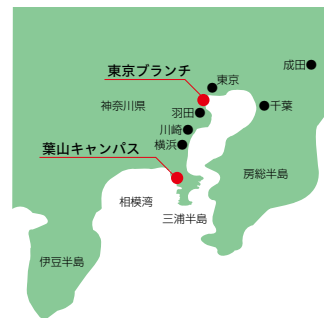 成田
東京ブランチ
東京
神奈川県
千葉
羽田
川崎
横浜
葉山キャンパス
房総半島
相模湾
三浦半島
伊豆半島